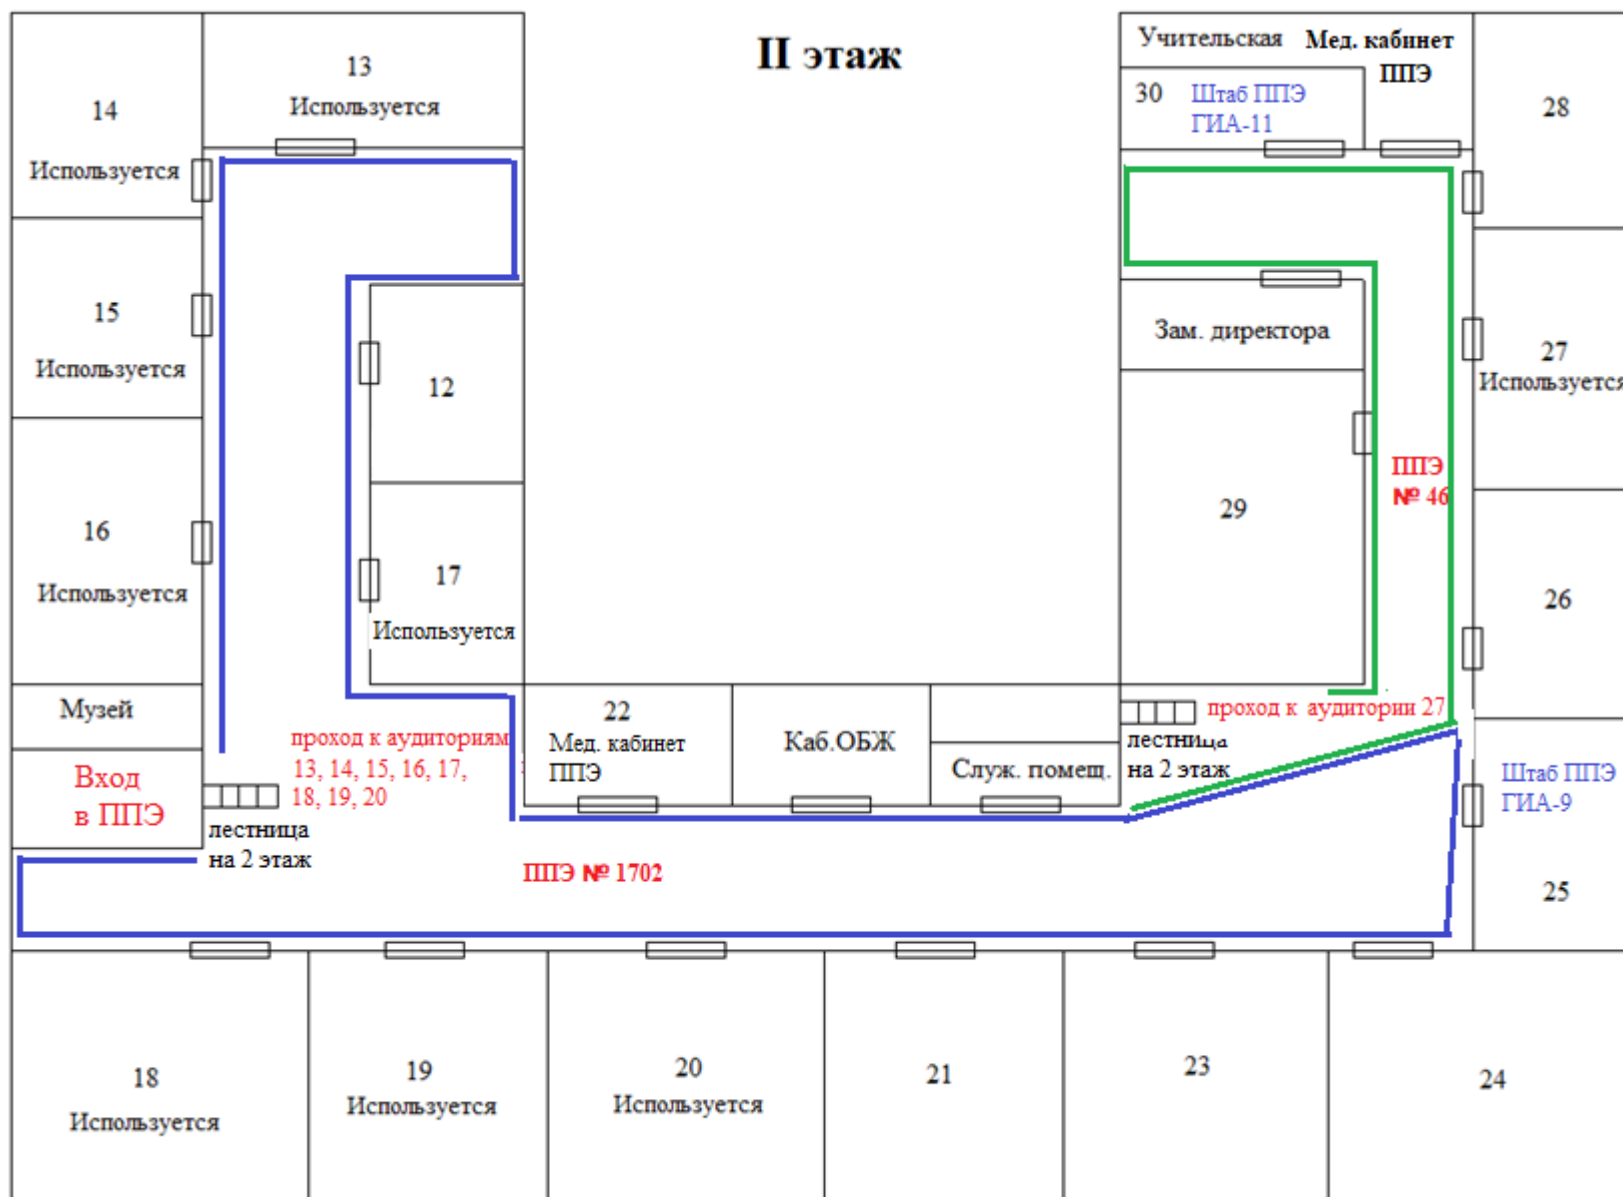 II этаж
14
Используется
13
Используется
15
Используется
16
Используется
Музей
Вход
в ППЭ
лестница
на 2 этаж
12
17
Используется
проход к аудиториям
13, 14, 15, 16, 17,
18, 19, 20
22
Мед. кабинет
ППЭ
Каб.ОБЖ
Служ. помещ.
ППЭ № 1702
Учительская
Мед. кабинет
ППЭ
30
Штаб ППЭ
ГИА-11
28
Зам. директора
29
27
Используется
ППЭ
№ 46
26
проход к аудитории 27
лестница
на 2 этаж
Штаб ППЭ
ГИА-9
25
18
Используется
19
Используется
20
Используется
21
23
24